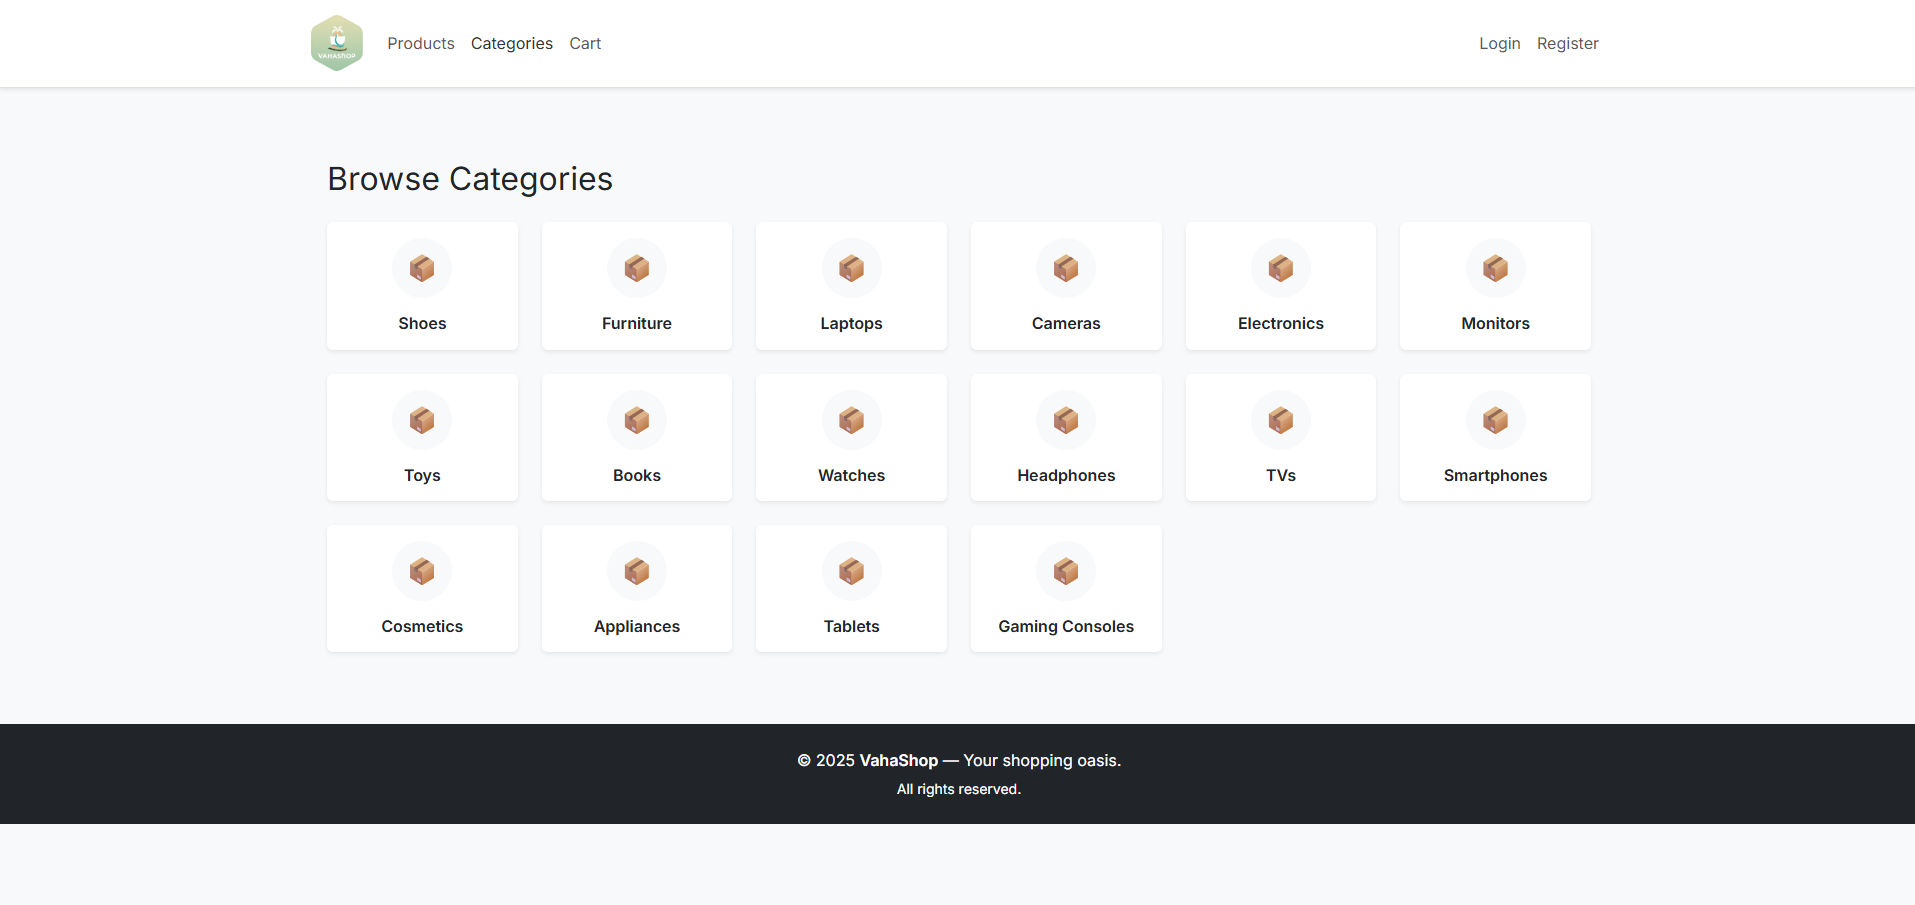 VAHASHOP
Products Categories Cart Login Register
Browse Categories
Shoes Furniture Laptops Cameras Electronics Monitors
Toys Books Watches Headphones TVs Smartphones
Cosmetics Appliances Tablets Gaming Consoles
© 2025 VahaShop — Your shopping oasis.
All rights reserved.